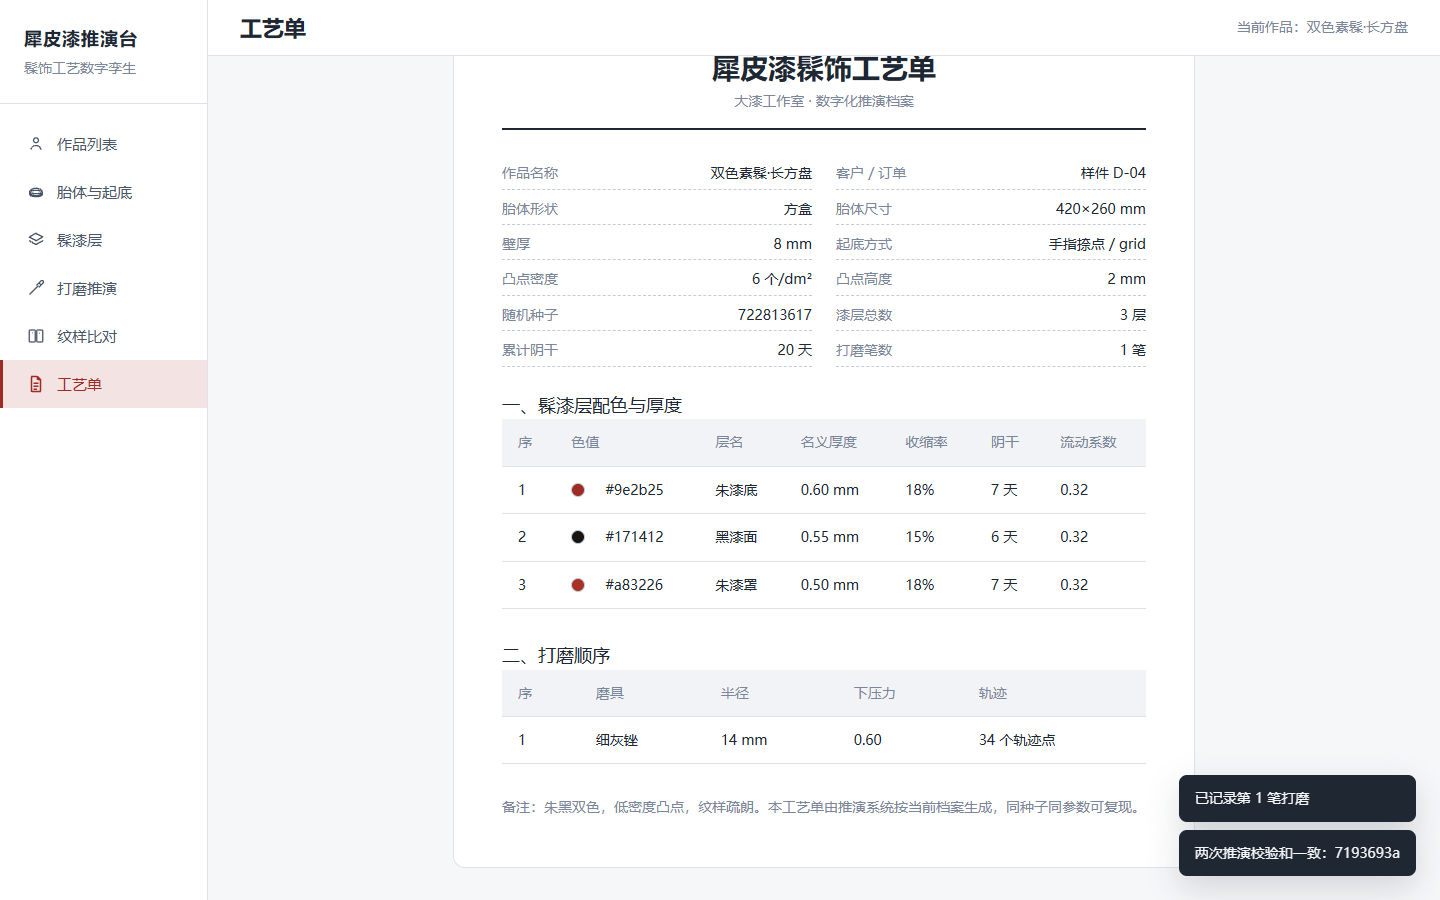 犀皮漆推演台
髹饰工艺数字孪生
作品列表
胎体与起底
髹漆层
打磨推演
纹样比对
工艺单
工艺单
当前作品：双色素髹·长方盘
犀皮漆髹饰工艺单
大漆工作室 · 数字化推演档案
作品名称 双色素髹·长方盘 客户 / 订单 样件 D-04
胎体形状 方盒 胎体尺寸 420×260 mm
壁厚 8 mm 起底方式 手指捺点 / grid
凸点密度 6 个/dm² 凸点高度 2 mm
随机种子 722813617 漆层总数 3 层
累计阴干 20 天 打磨笔数 1 笔
一、髹漆层配色与厚度
序 色值 层名 名义厚度 收缩率 阴干 流动系数
1 #9e2b25 朱漆底 0.60 mm 18% 7 天 0.32
2 #171412 黑漆面 0.55 mm 15% 6 天 0.32
3 #a83226 朱漆罩 0.50 mm 18% 7 天 0.32
二、打磨顺序
序 磨具 半径 下压力 轨迹
1 细灰锉 14 mm 0.60 34 个轨迹点
备注：朱黑双色，低密度凸点，纹样疏朗。本工艺单由推演系统按当前档案生成，同种子同参数可复现。
已记录第 1 笔打磨
两次推演校验和一致：7193693a